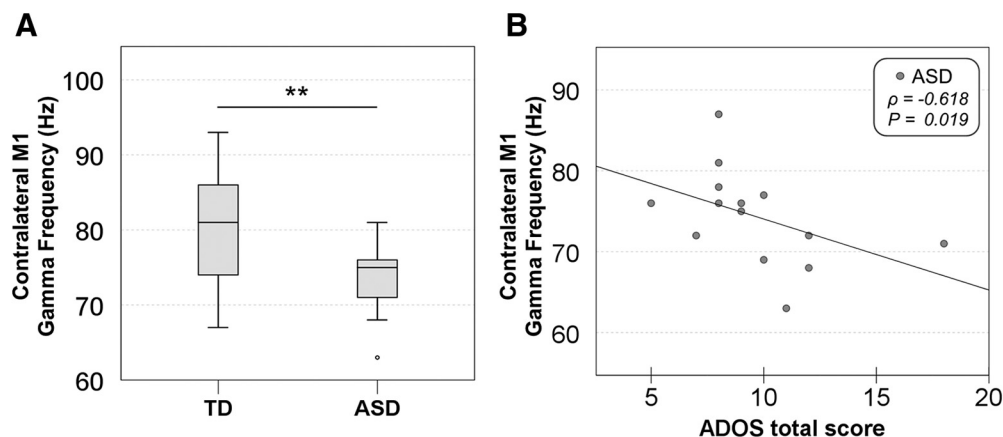 A
Contralateral M1
Gamma Frequency (Hz)
100
90
80
70
60
**
TD
ASD
B
Contralateral M1
Gamma Frequency (Hz)
90
80
70
60
ASD
ρ = -0.618
P = 0.019
5
10
15
20
ADOS total score